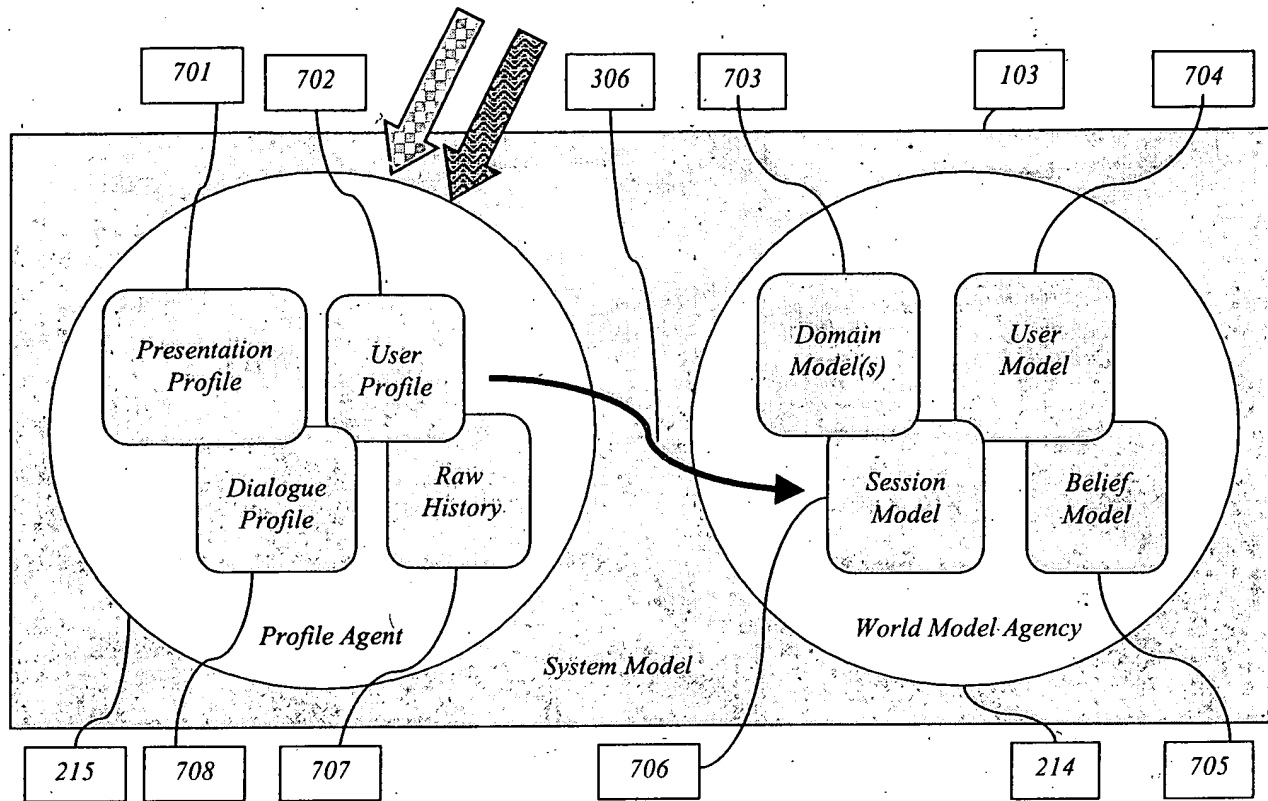 701
702
306
703
103
704
Presentation
Profile
User
Profile
Domain
Model(s)
User
Model
Dialogue
Profile
Raw
History
Session
Model
Belief
Model
Profile Agent
World Model Agency
System Model
215
708
707
706
214
705